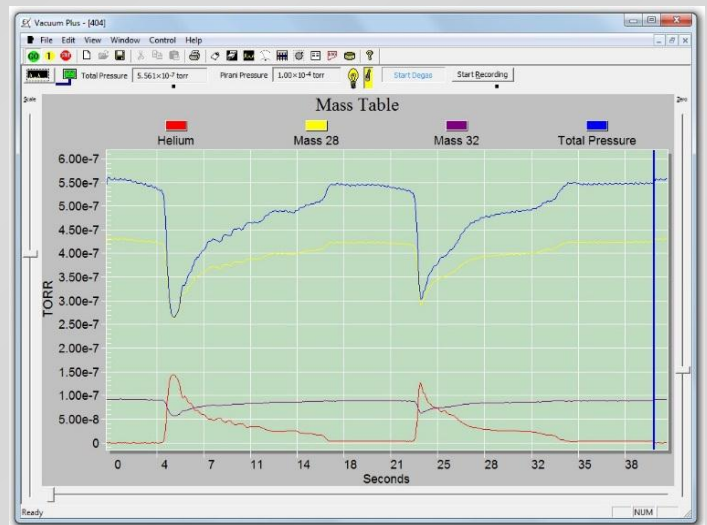 Vacuum Plus - [404]
File Edit View Window Control Help
GO 1
Total Pressure 5.561×10⁻⁷ torr Pirani Pressure 1.00×10⁻⁴ torr Start Degas Start Recording
Scale
Zero
Mass Table
Helium Mass 28 Mass 32 Total Pressure
TORR
6.00e-7
5.50e-7
5.00e-7
4.50e-7
4.00e-7
3.50e-7
3.00e-7
2.50e-7
2.00e-7
1.50e-7
1.00e-7
5.00e-8
0
0 4 7 11 14 18 21 25 28 32 35 38
Seconds
Ready NUM